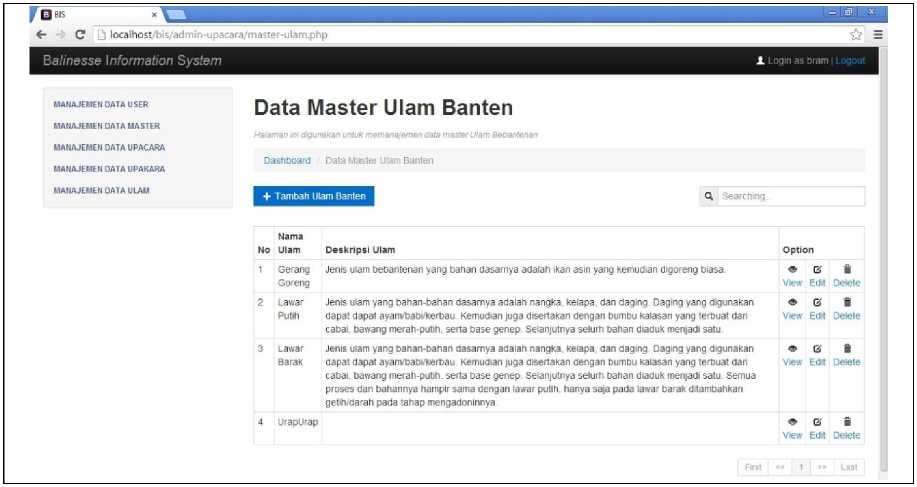 BIS
localhost/bis/admin-upacara/master-ulam.php
Balinesse Information System
Login as bram | Logout
MANAJEMEN DATA USER
MANAJEMEN DATA MASTER
MANAJEMEN DATA UPACARA
MANAJEMEN DATA UPAKARA
MANAJEMEN DATA ULAM
Data Master Ulam Banten
Halaman ini digunakan untuk memanajemen data master Ulam Bebantenan
Dashboard / Data Master Ulam Banten
+ Tambah Ulam Banten
Searching..
No Nama Ulam Deskripsi Ulam Option
1 Gerang Goreng Jenis ulam bebantenan yang bahan dasarnya adalah ikan asin yang kemudian digoreng biasa.
View Edit Delete
2 Lawar Putih Jenis ulam yang bahan-bahan dasarnya adalah nangka, kelapa, dan daging. Daging yang digunakan
dapat dapat ayam/babi/kerbau. Kemudian juga disertakan dengan bumbu kalasan yang terbuat dari
cabai, bawang merah-putih, serta base genep. Selanjutnya selurh bahan diaduk menjadi satu.
View Edit Delete
3 Lawar Barak Jenis ulam yang bahan-bahan dasarnya adalah nangka, kelapa, dan daging. Daging yang digunakan
dapat dapat ayam/babi/kerbau. Kemudian juga disertakan dengan bumbu kalasan yang terbuat dari
cabai, bawang merah-putih, serta base genep. Selanjutnya selurh bahan diaduk menjadi satu. Semua
proses dan bahannya hampir sama dengan lawar putih, hanya saja pada lawar barak ditambahkan
getih/darah pada tahap mengadoninnya.
View Edit Delete
4 UrapUrap
View Edit Delete
First << 1 >> Last